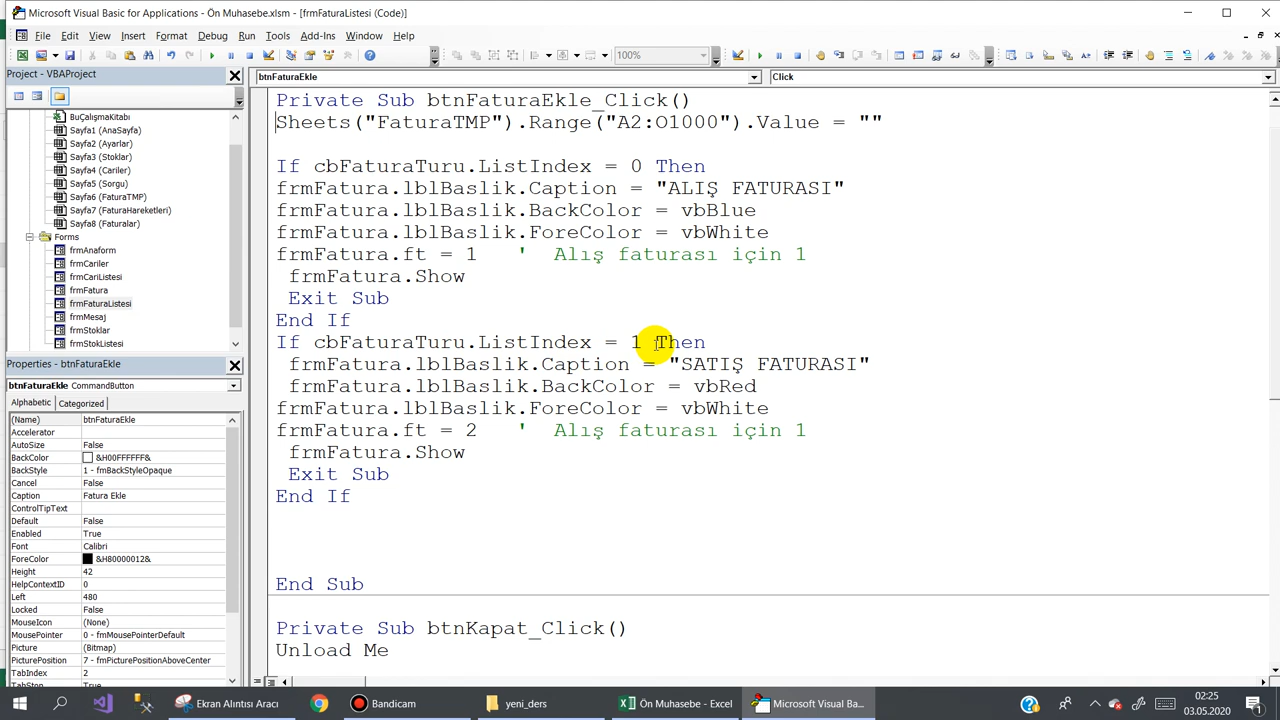 Microsoft Visual Basic for Applications - Ön Muhasebe.xlsm - [frmFaturaListesi (Code)]
File Edit View Insert Format Debug Run Tools Add-Ins Window Help
100%
Project - VBAProject
btnFaturaEkle Click
BuÇalışmaKitabı
Sayfa1 (AnaSayfa)
Sayfa2 (Ayarlar)
Sayfa3 (Stoklar)
Sayfa4 (Cariler)
Sayfa5 (Sorgu)
Sayfa6 (FaturaTMP)
Sayfa7 (FaturaHareketleri)
Sayfa8 (Faturalar)
Forms
frmAnaform
frmCariler
frmCariListesi
frmFatura
frmFaturaListesi
frmMesaj
frmStoklar
frmStokListesi
Properties - btnFaturaEkle
btnFaturaEkle CommandButton
Alphabetic Categorized
(Name) btnFaturaEkle
Accelerator
AutoSize False
BackColor &H00FFFFFF&
BackStyle 1 - fmBackStyleOpaque
Cancel False
Caption Fatura Ekle
ControlTipText
Default False
Enabled True
Font Calibri
ForeColor &H80000012&
Height 42
HelpContextID 0
Left 480
Locked False
MouseIcon (None)
MousePointer 0 - fmMousePointerDefault
Picture (Bitmap)
PicturePosition 7 - fmPicturePositionAboveCenter
TabIndex 2
TabStop True
Private Sub btnFaturaEkle_Click()
Sheets("FaturaTMP").Range("A2:O1000").Value = ""
If cbFaturaTuru.ListIndex = 0 Then
frmFatura.lblBaslik.Caption = "ALIŞ FATURASI"
frmFatura.lblBaslik.BackColor = vbBlue
frmFatura.lblBaslik.ForeColor = vbWhite
frmFatura.ft = 1 ' Alış faturası için 1
frmFatura.Show
Exit Sub
End If
If cbFaturaTuru.ListIndex = 1 Then
frmFatura.lblBaslik.Caption = "SATIŞ FATURASI"
frmFatura.lblBaslik.BackColor = vbRed
frmFatura.lblBaslik.ForeColor = vbWhite
frmFatura.ft = 2 ' Alış faturası için 1
frmFatura.Show
Exit Sub
End If
End Sub
Private Sub btnKapat_Click()
Unload Me
Ekran Alıntısı Aracı Bandicam yeni_ders Ön Muhasebe - Excel Microsoft Visual Ba...
02:25
03.05.2020